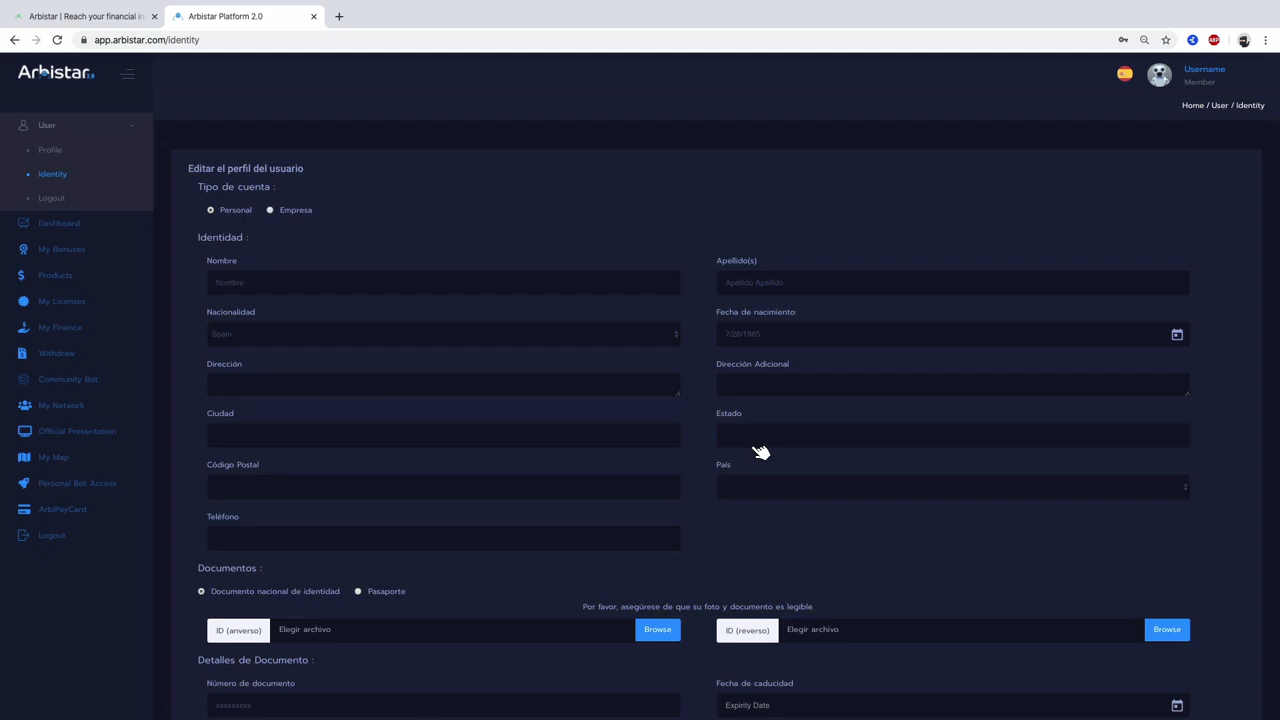 Arbistar | Reach your financial in
Arbistar Platform 2.0
app.arbistar.com/identity
ABP
Arbistar 2.0
Username
Member
Home / User / Identity
User
Profile
Identity
Logout
Dashboard
My Bonuses
Products
My Licenses
My Finance
Withdraw
Community Bot
My Network
Official Presentation
My Map
Personal Bot Access
ArbiPayCard
Logout
Editar el perfil del usuario
Tipo de cuenta :
Personal Empresa
Identidad :
Nombre Apellido(s)
Nombre Apellido Apellido
Nacionalidad Fecha de nacimiento:
Spain 7/28/1965
Dirección Dirección Adicional
Ciudad Estado
Código Postal País
Teléfono
Documentos :
Documento nacional de identidad Pasaporte
Por favor, asegúrese de que su foto y documento es legible.
ID (anverso) Elegir archivo Browse ID (reverso) Elegir archivo Browse
Detalles de Documento :
Número de documento Fecha de caducidad
xxxxxxxxx Expirity Date